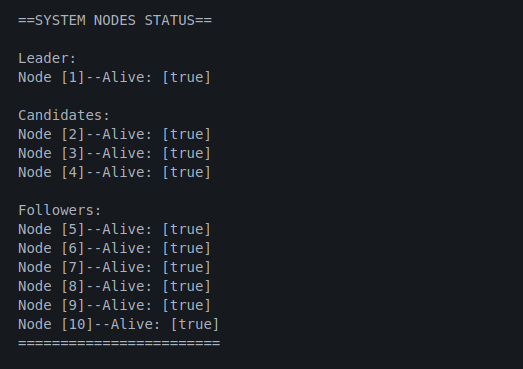 ==SYSTEM NODES STATUS==
Leader:
Node [1]--Alive: [true]
Candidates:
Node [2]--Alive: [true]
Node [3]--Alive: [true]
Node [4]--Alive: [true]
Followers:
Node [5]--Alive: [true]
Node [6]--Alive: [true]
Node [7]--Alive: [true]
Node [8]--Alive: [true]
Node [9]--Alive: [true]
Node [10]--Alive: [true]
========================